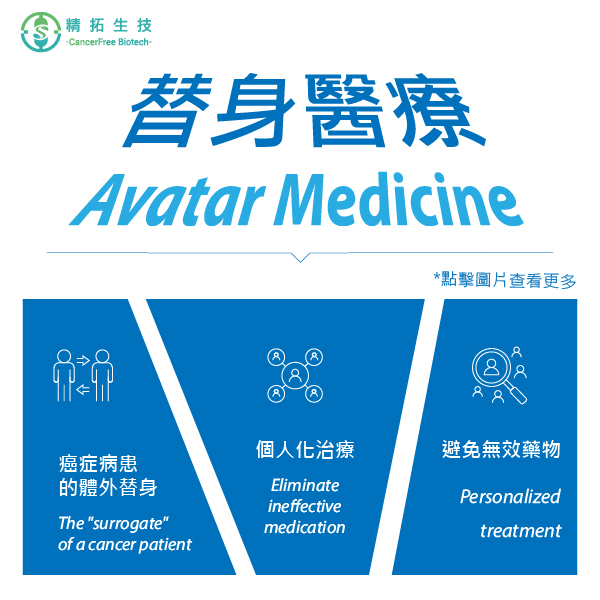 精拓生技
-CancerFree Biotech-
替身醫療
Avatar Medicine
*點擊圖片查看更多
癌症病患
的體外替身
The "surrogate"
of a cancer patient
個人化治療
Eliminate
ineffective
medication
避免無效藥物
Personalized
treatment